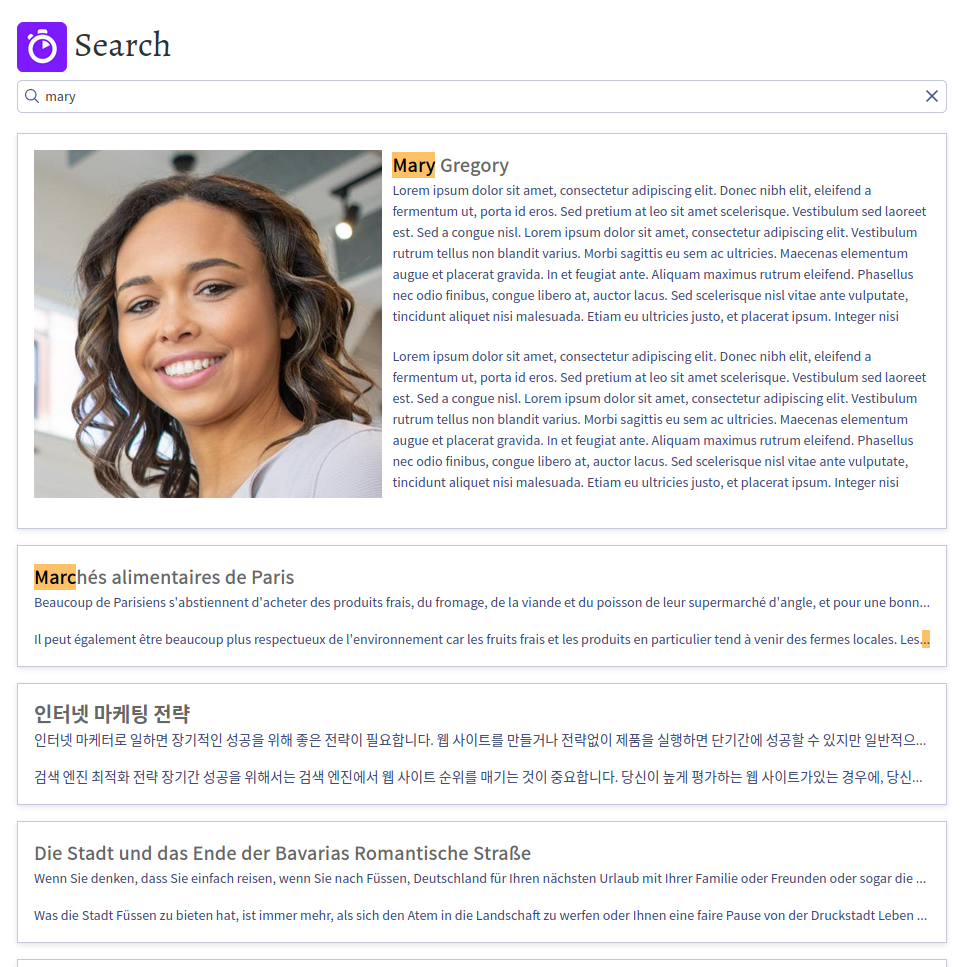 Search
mary
Mary Gregory
Lorem ipsum dolor sit amet, consectetur adipiscing elit. Donec nibh elit, eleifend a
fermentum ut, porta id eros. Sed pretium at leo sit amet scelerisque. Vestibulum sed laoreet
est. Sed a congue nisl. Lorem ipsum dolor sit amet, consectetur adipiscing elit. Vestibulum
rutrum tellus non blandit varius. Morbi sagittis eu sem ac ultricies. Maecenas elementum
augue et placerat gravida. In et feugiat ante. Aliquam maximus rutrum eleifend. Phasellus
nec odio finibus, congue libero at, auctor lacus. Sed scelerisque nisl vitae ante vulputate,
tincidunt aliquet nisi malesuada. Etiam eu ultricies justo, et placerat ipsum. Integer nisi
Lorem ipsum dolor sit amet, consectetur adipiscing elit. Donec nibh elit, eleifend a
fermentum ut, porta id eros. Sed pretium at leo sit amet scelerisque. Vestibulum sed laoreet
est. Sed a congue nisl. Lorem ipsum dolor sit amet, consectetur adipiscing elit. Vestibulum
rutrum tellus non blandit varius. Morbi sagittis eu sem ac ultricies. Maecenas elementum
augue et placerat gravida. In et feugiat ante. Aliquam maximus rutrum eleifend. Phasellus
nec odio finibus, congue libero at, auctor lacus. Sed scelerisque nisl vitae ante vulputate,
tincidunt aliquet nisi malesuada. Etiam eu ultricies justo, et placerat ipsum. Integer nisi
Marchés alimentaires de Paris
Beaucoup de Parisiens s'abstiennent d'acheter des produits frais, du fromage, de la viande et du poisson de leur supermarché d'angle, et pour une bonn...
Il peut également être beaucoup plus respectueux de l'environnement car les fruits frais et les produits en particulier tend à venir des fermes locales. Les...
인터넷 마케팅 전략
인터넷 마케터로 일하면 장기적인 성공을 위해 좋은 전략이 필요합니다. 웹 사이트를 만들거나 전략없이 제품을 실행하면 단기간에 성공할 수 있지만 일반적으...
검색 엔진 최적화 전략 장기간 성공을 위해서는 검색 엔진에서 웹 사이트 순위를 매기는 것이 중요합니다. 당신이 높게 평가하는 웹 사이트가있는 경우에, 당신...
Die Stadt und das Ende der Bavarias Romantische Straße
Wenn Sie denken, dass Sie einfach reisen, wenn Sie nach Füssen, Deutschland für Ihren nächsten Urlaub mit Ihrer Familie oder Freunden oder sogar die ...
Was die Stadt Füssen zu bieten hat, ist immer mehr, als sich den Atem in die Landschaft zu werfen oder Ihnen eine faire Pause von der Druckstadt Leben ...